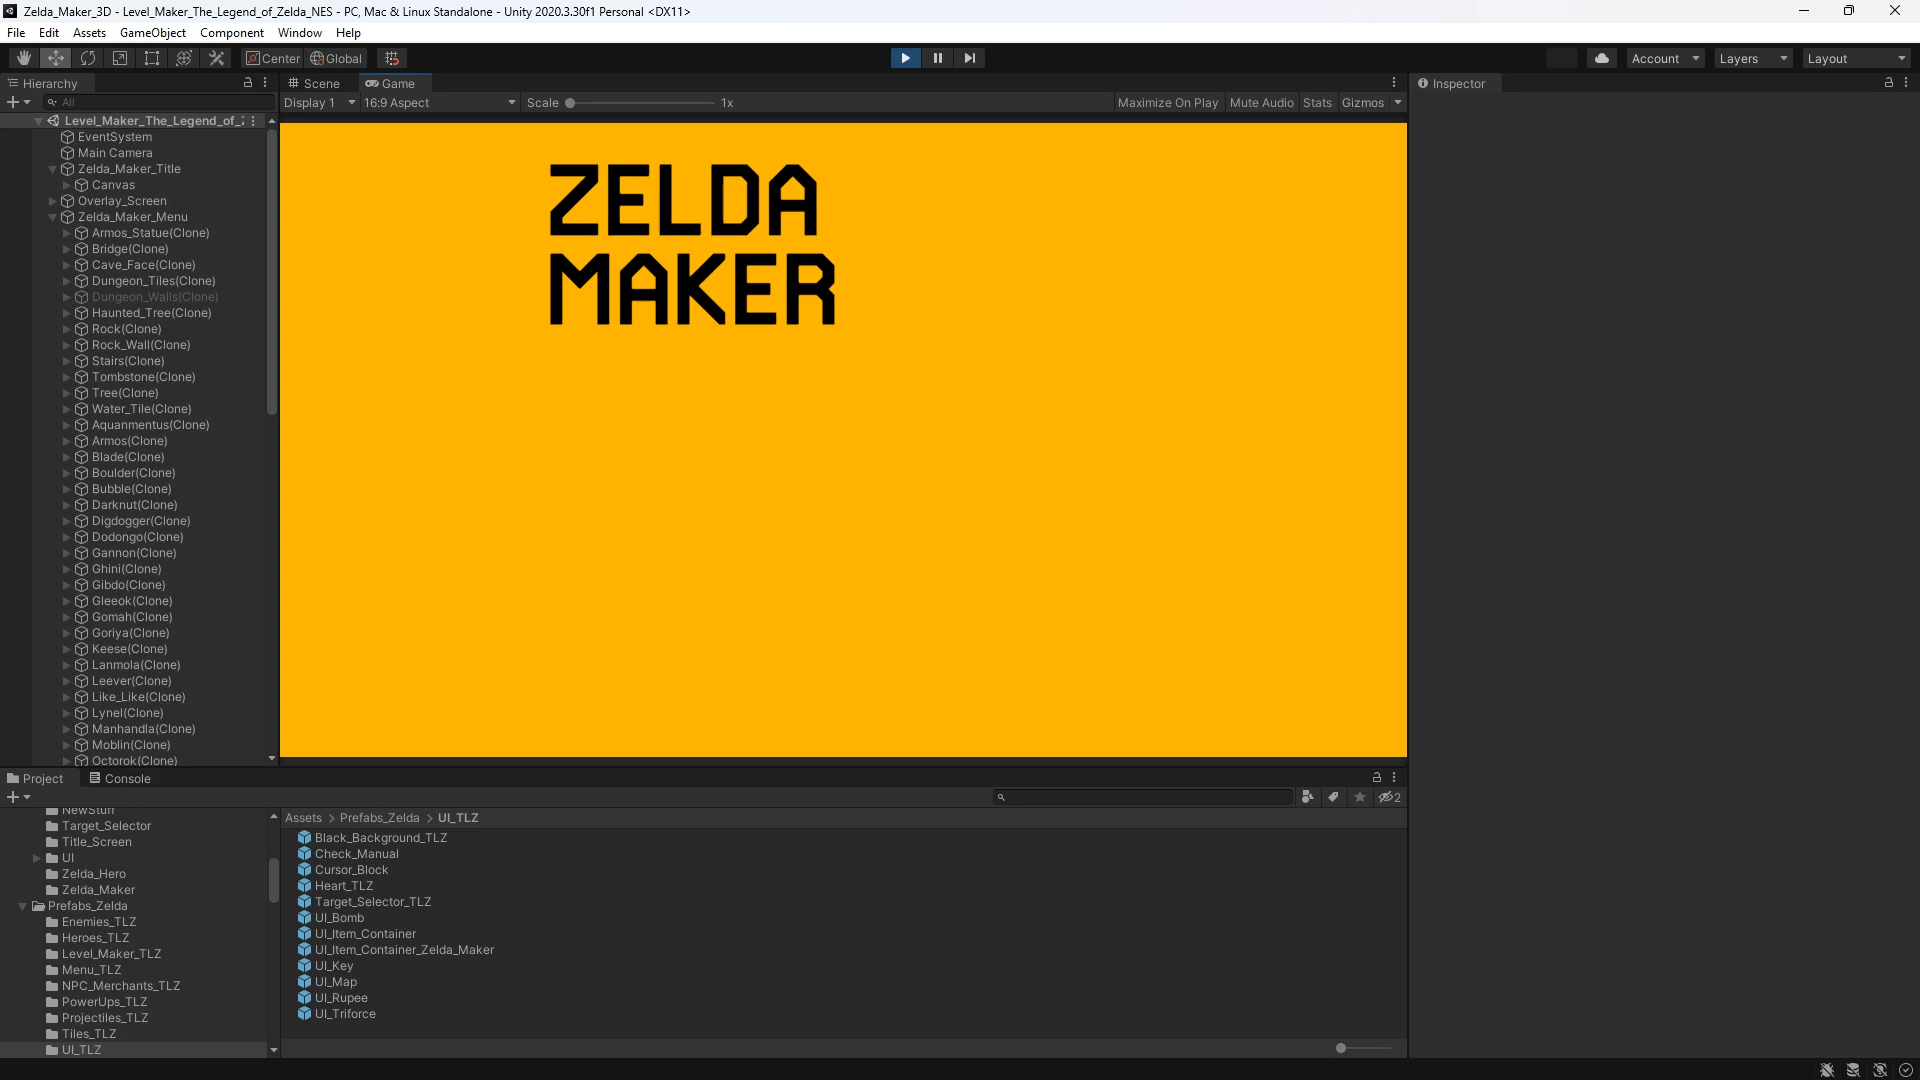 Zelda_Maker_3D - Level_Maker_The_Legend_of_Zelda_NES - PC, Mac & Linux Standalone - Unity 2020.3.30f1 Personal <DX11>
File Edit Assets GameObject Component Window Help
Center Global
Account Layers Layout
Hierarchy
All
Level_Maker_The_Legend_of_
EventSystem
Main Camera
Zelda_Maker_Title
Canvas
Overlay_Screen
Zelda_Maker_Menu
Armos_Statue(Clone)
Bridge(Clone)
Cave_Face(Clone)
Dungeon_Tiles(Clone)
Dungeon_Walls(Clone)
Haunted_Tree(Clone)
Rock(Clone)
Rock_Wall(Clone)
Stairs(Clone)
Tombstone(Clone)
Tree(Clone)
Water_Tile(Clone)
Aquanmentus(Clone)
Armos(Clone)
Blade(Clone)
Boulder(Clone)
Bubble(Clone)
Darknut(Clone)
Digdogger(Clone)
Dodongo(Clone)
Gannon(Clone)
Ghini(Clone)
Gibdo(Clone)
Gleeok(Clone)
Gomah(Clone)
Goriya(Clone)
Keese(Clone)
Lanmola(Clone)
Leever(Clone)
Like_Like(Clone)
Lynel(Clone)
Manhandla(Clone)
Moblin(Clone)
Octorok(Clone)
Scene Game
Display 1 16:9 Aspect Scale 1x Maximize On Play Mute Audio Stats Gizmos
ZELDA
MAKER
Inspector
Project Console
2
NewStuff
Target_Selector
Title_Screen
UI
Zelda_Hero
Zelda_Maker
Prefabs_Zelda
Enemies_TLZ
Heroes_TLZ
Level_Maker_TLZ
Menu_TLZ
NPC_Merchants_TLZ
PowerUps_TLZ
Projectiles_TLZ
Tiles_TLZ
UI_TLZ
Assets > Prefabs_Zelda > UI_TLZ
Black_Background_TLZ
Check_Manual
Cursor_Block
Heart_TLZ
Target_Selector_TLZ
UI_Bomb
UI_Item_Container
UI_Item_Container_Zelda_Maker
UI_Key
UI_Map
UI_Rupee
UI_Triforce